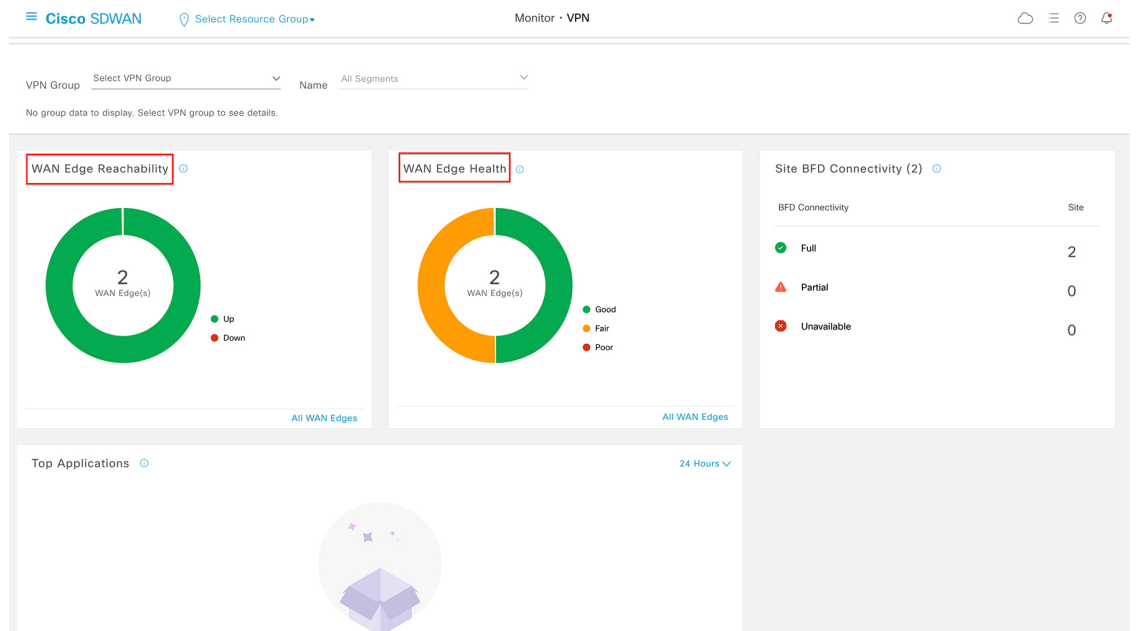 Cisco SDWAN
Select Resource Group
Monitor · VPN
VPN Group
Select VPN Group
Name
All Segments
No group data to display. Select VPN group to see details.
WAN Edge Reachability
2
WAN Edge(s)
Up
Down
All WAN Edges
WAN Edge Health
2
WAN Edge(s)
Good
Fair
Poor
All WAN Edges
Site BFD Connectivity (2)
BFD Connectivity Site
Full 2
Partial 0
Unavailable 0
Top Applications
24 Hours